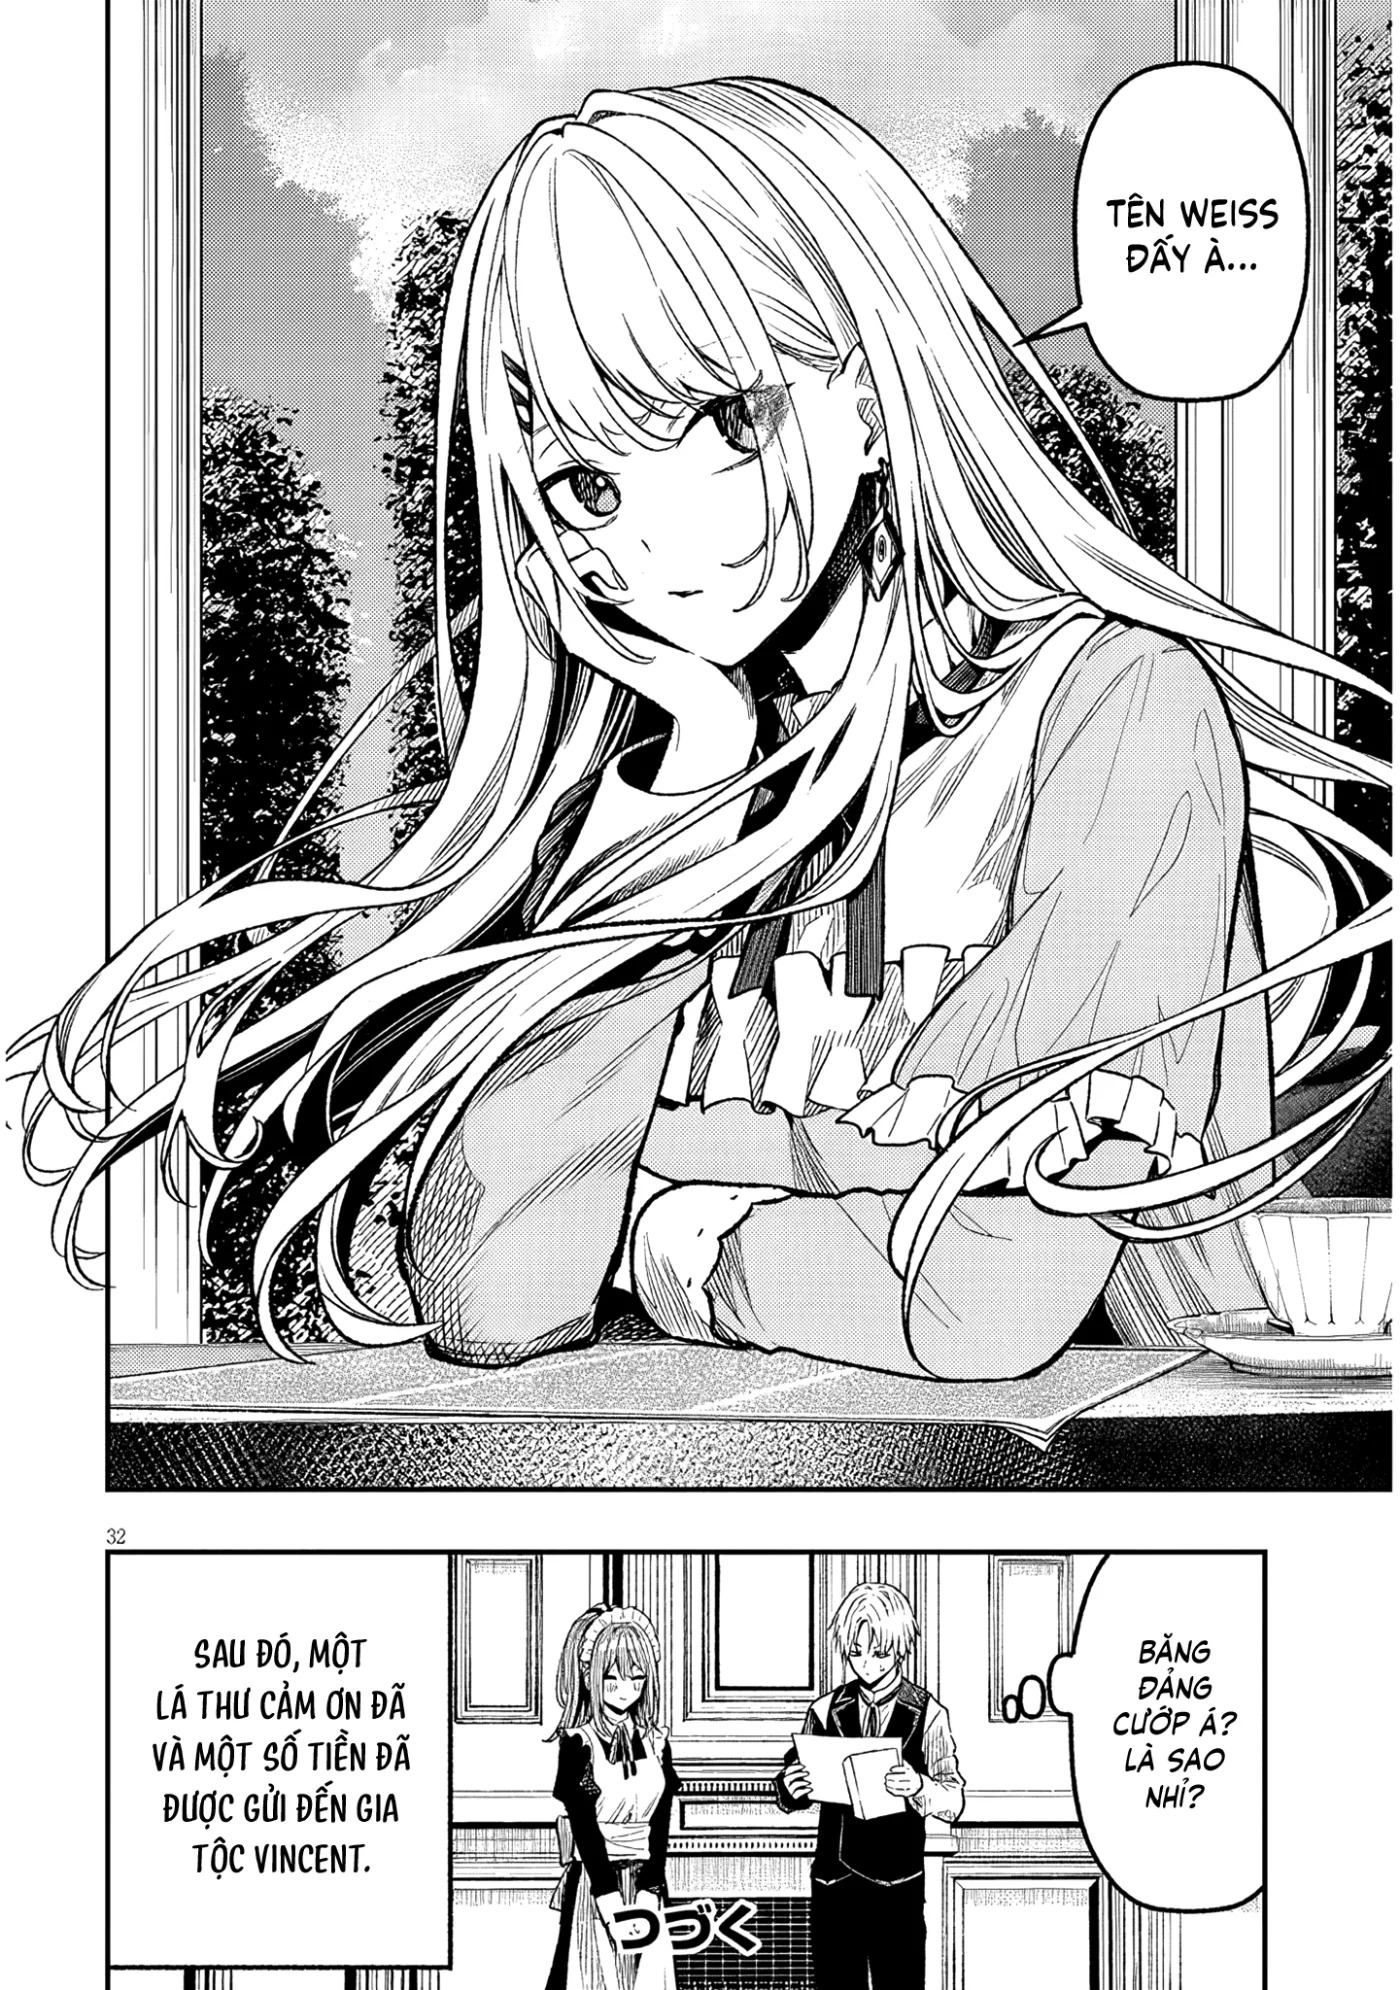 TÊN WEISS
ĐẤY À...
32
BĂNG
ĐẢNG
CƯỚP Á?
LÀ SAO
NHỈ?
SAU ĐÓ, MỘT
LÁ THƯ CẢM ƠN ĐÃ
VÀ MỘT SỐ TIỀN ĐÃ
ĐƯỢC GỬI ĐẾN GIA
TỘC VINCENT.
つづく